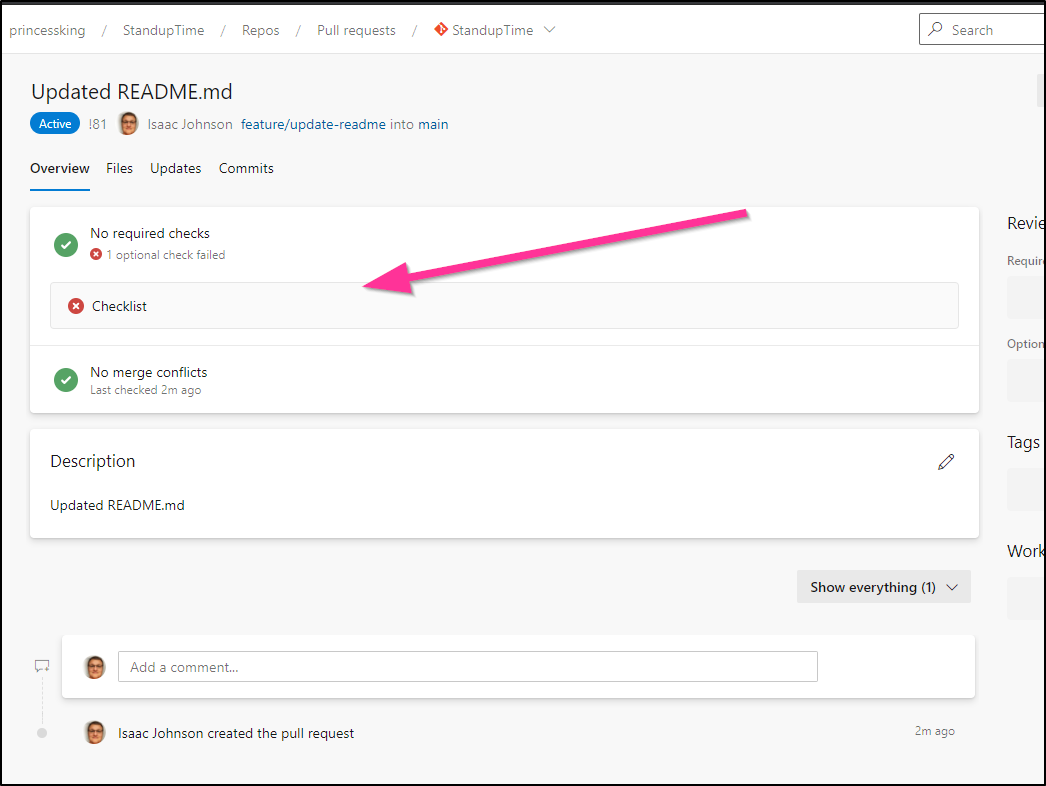 princessking / StandupTime / Repos / Pull requests / StandupTime
Search
Updated README.md
Active !81 Isaac Johnson feature/update-readme into main
Overview Files Updates Commits
No required checks
1 optional check failed
Checklist
No merge conflicts
Last checked 2m ago
Description
Updated README.md
Show everything (1)
Add a comment...
Isaac Johnson created the pull request
2m ago
Revie
Require
Option
Tags
Work